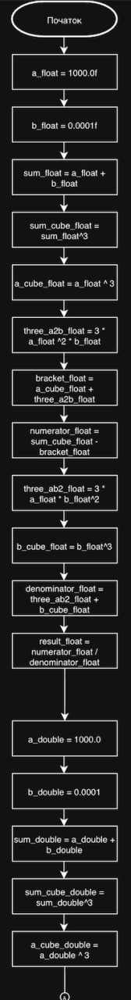 Початок
a_float = 1000.0f
b_float = 0.0001f
sum_float = a_float +
b_float
sum_cube_float =
sum_float^3
a_cube_float = a_float ^ 3
three_a2b_float = 3 *
a_float ^2 * b_float
bracket_float =
a_cube_float +
three_a2b_float
numerator_float =
sum_cube_float -
bracket_float
three_ab2_float = 3 *
a_float * b_float^2
b_cube_float = b_float^3
denominator_float =
three_ab2_float +
b_cube_float
result_float =
numerator_float /
denominator_float
a_double = 1000.0
b_double = 0.0001
sum_double = a_double +
b_double
sum_cube_double =
sum_double^3
a_cube_double =
a_double ^ 3
A